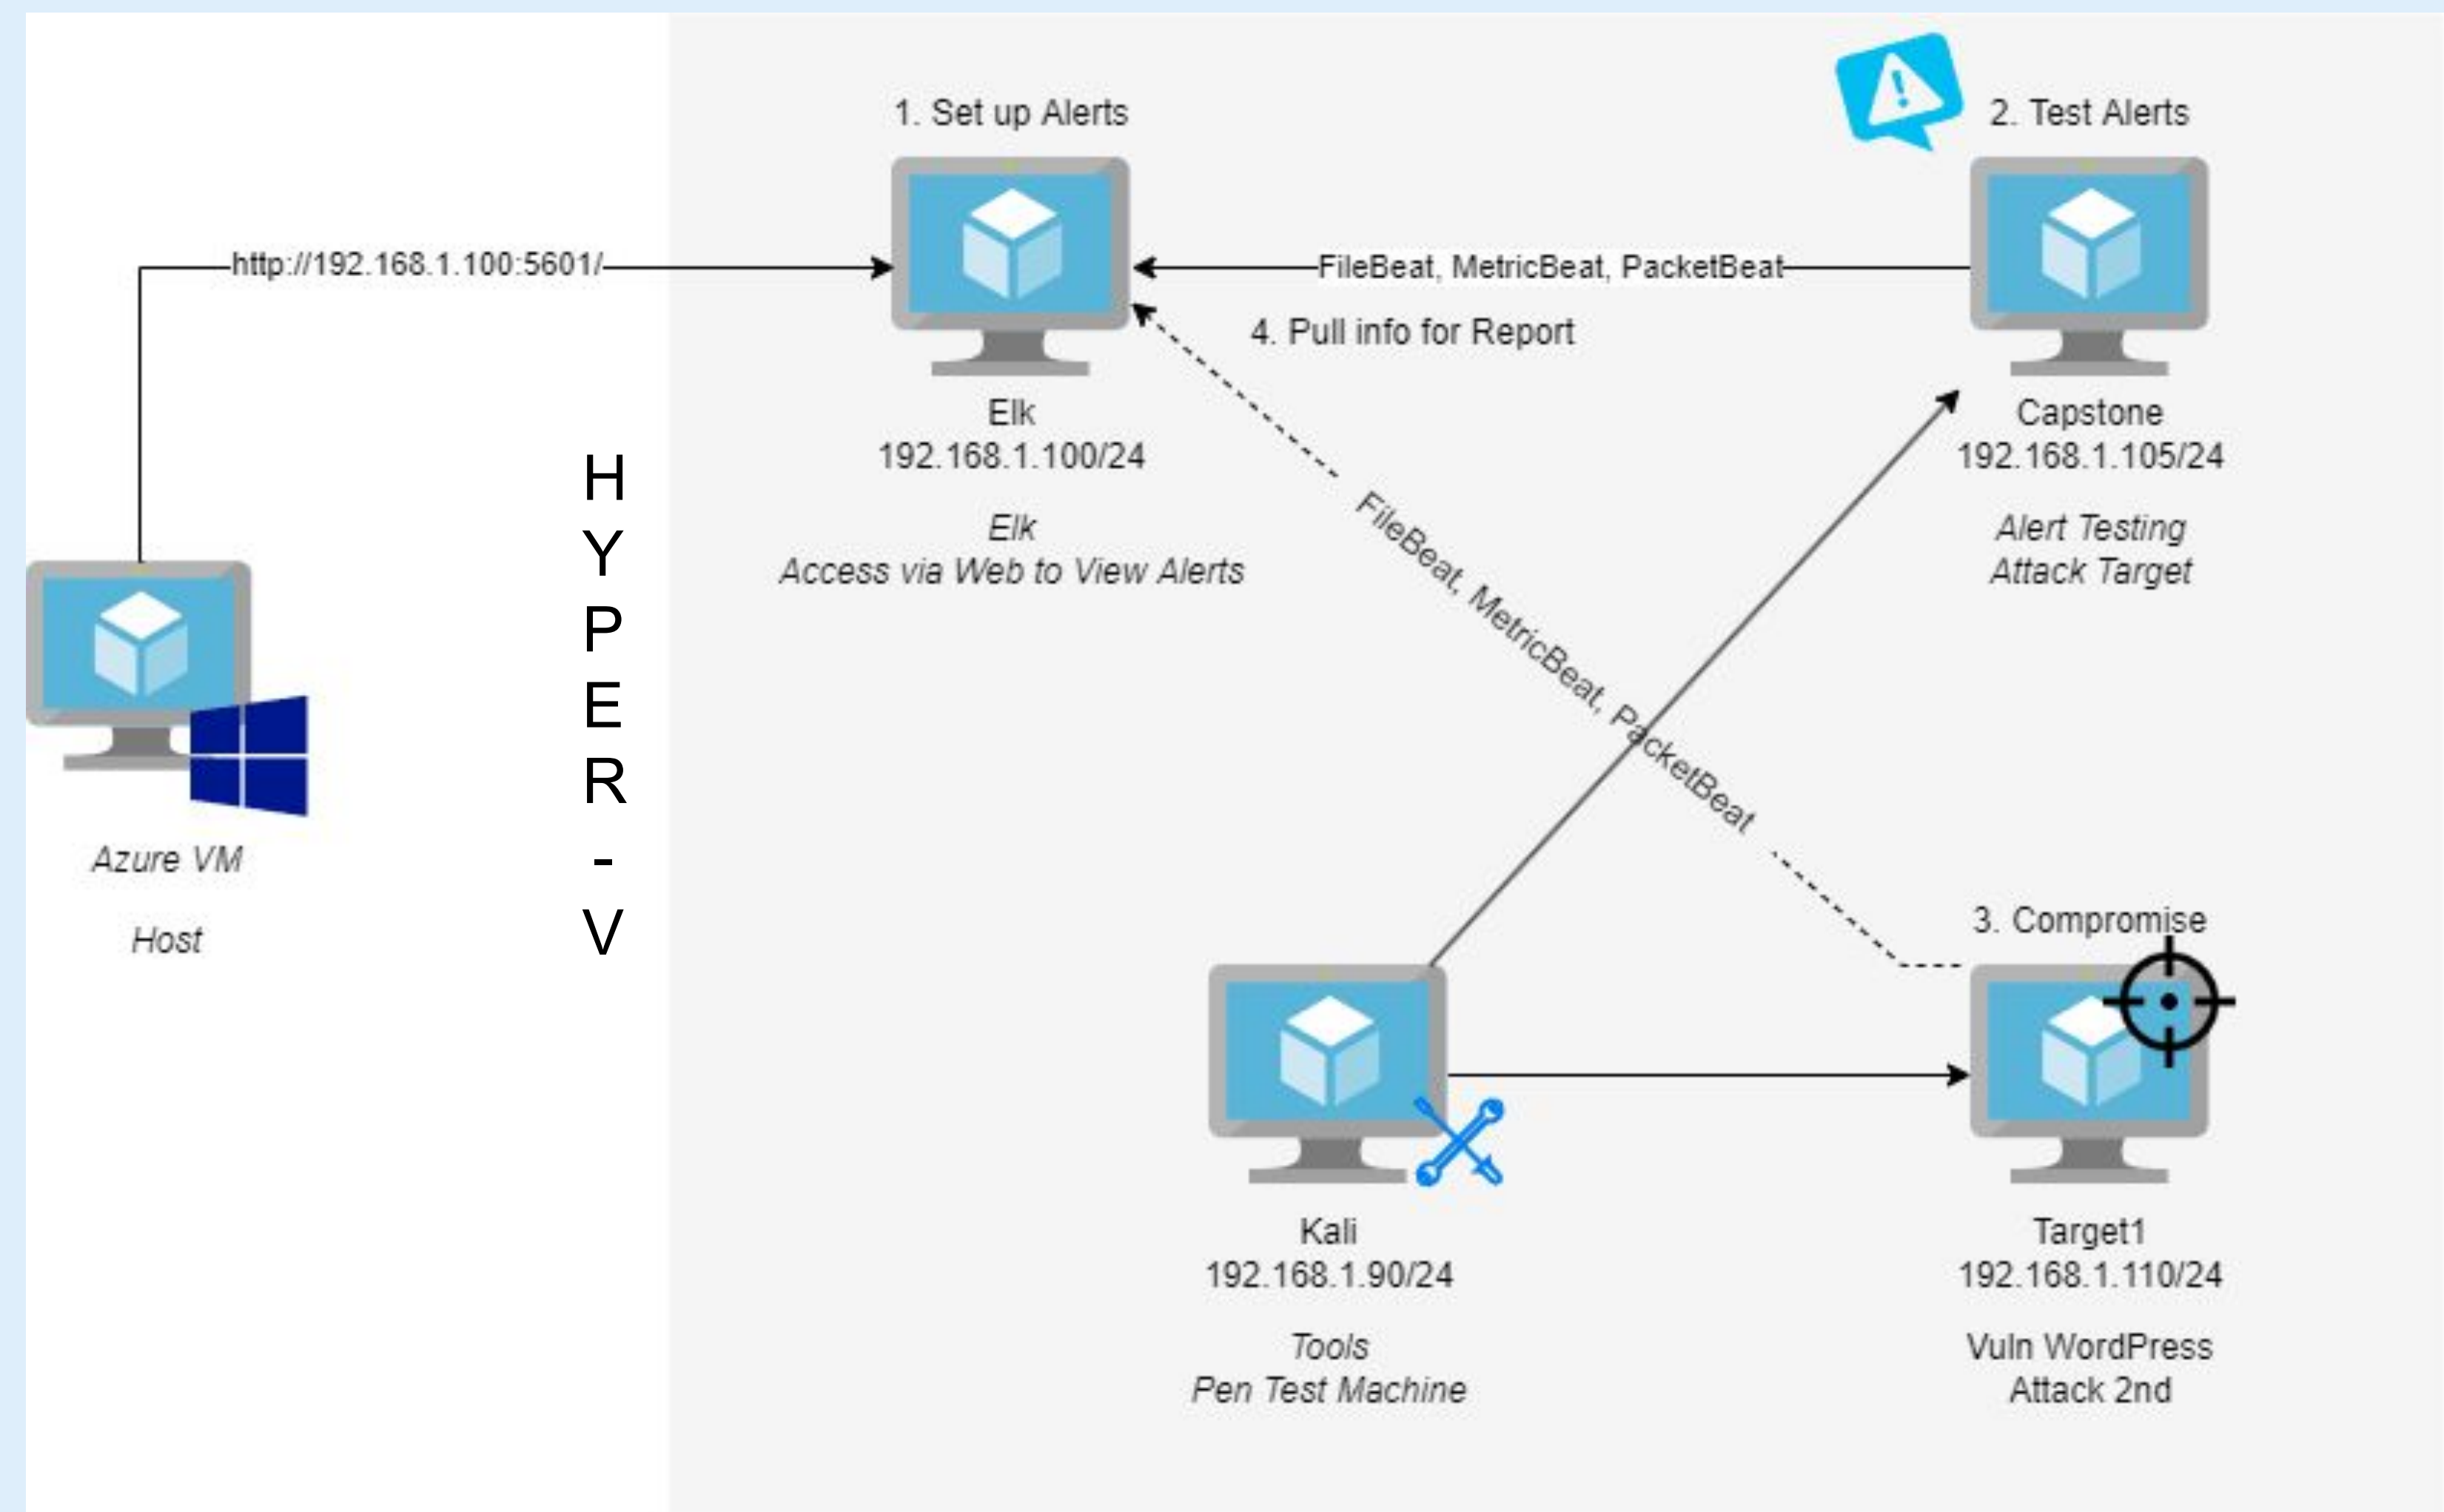 1. Set up Alerts
2. Test Alerts
http://192.168.1.100:5601/
FileBeat, MetricBeat, PacketBeat
4. Pull info for Report
Elk
192.168.1.100/24
Elk
Access via Web to View Alerts
Capstone
192.168.1.105/24
Alert Testing
Attack Target
H
Y
P
E
R
-
V
FileBeat, MetricBeat, PacketBeat
Azure VM
Host
3. Compromise
Kali
192.168.1.90/24
Tools
Pen Test Machine
Target1
192.168.1.110/24
Vuln WordPress
Attack 2nd